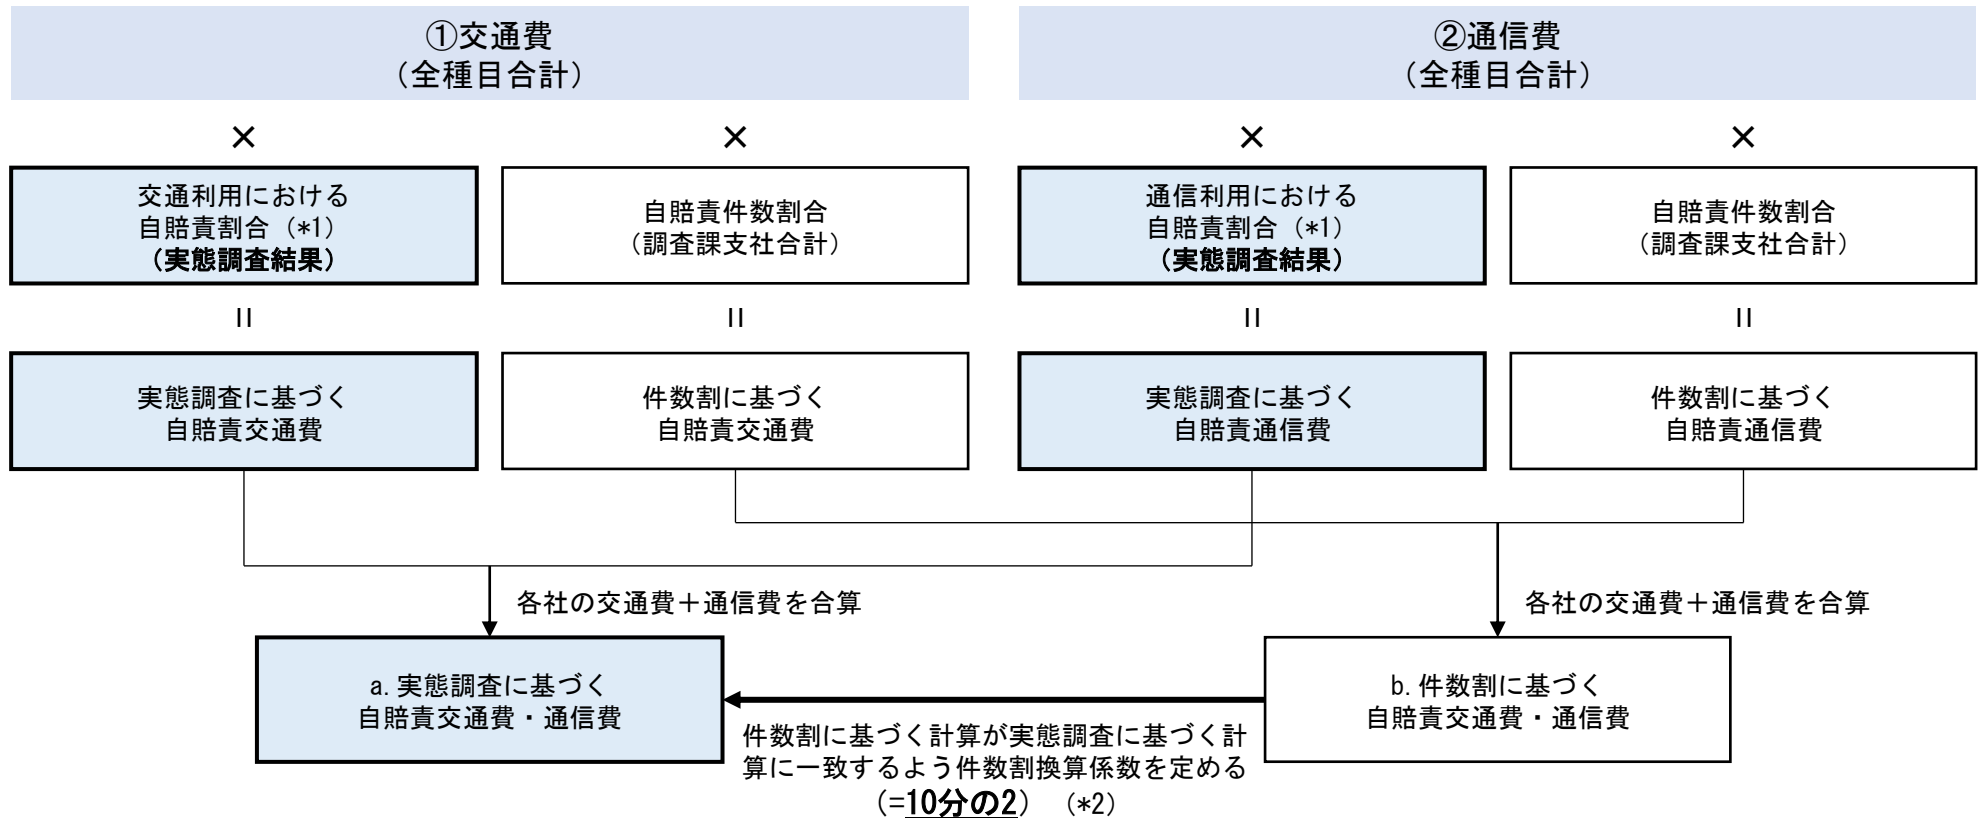 ①交通費
（全種目合計）
②通信費
（全種目合計）
×
×
×
×
交通利用における
自賠責割合（*1）
（実態調査結果）
自賠責件数割合
（調査課支社合計）
通信利用における
自賠責割合（*1）
（実態調査結果）
自賠責件数割合
（調査課支社合計）
＝
＝
＝
＝
実態調査に基づく
自賠責交通費
件数割に基づく
自賠責交通費
実態調査に基づく
自賠責通信費
件数割に基づく
自賠責通信費
各社の交通費＋通信費を合算
各社の交通費＋通信費を合算
a. 実態調査に基づく
自賠責交通費・通信費
b. 件数割に基づく
自賠責交通費・通信費
件数割に基づく計算が実態調査に基づく計
算に一致するよう件数割換算係数を定める
（=10分の2）（*2）